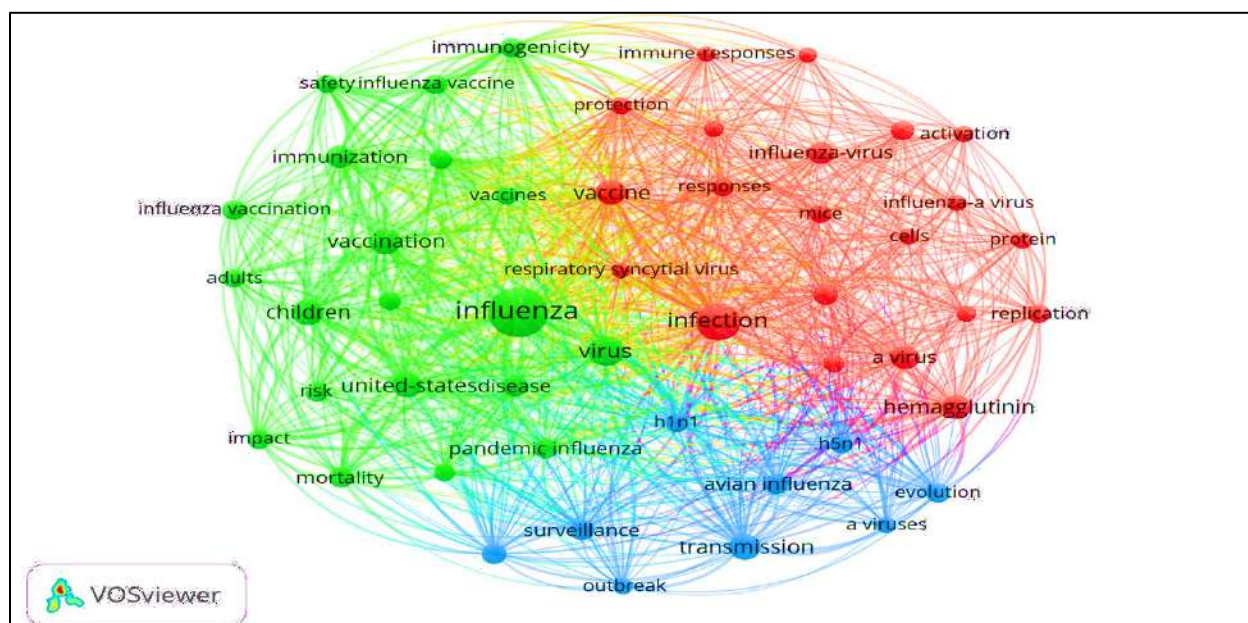 immunogenicity
immune responses
safety
influenza vaccine
protection
activation
immunization
influenza-virus
vaccines
vaccine
responses
influenza vaccination
mice
influenza-a virus
vaccination
cells
protein
respiratory syncytial virus
adults
children
influenza
infection
replication
virus
a virus
risk
united-states
disease
hemagglutinin
impact
h1n1
h5n1
pandemic influenza
mortality
avian influenza
evolution
surveillance
a viruses
transmission
outbreak
VOSviewer